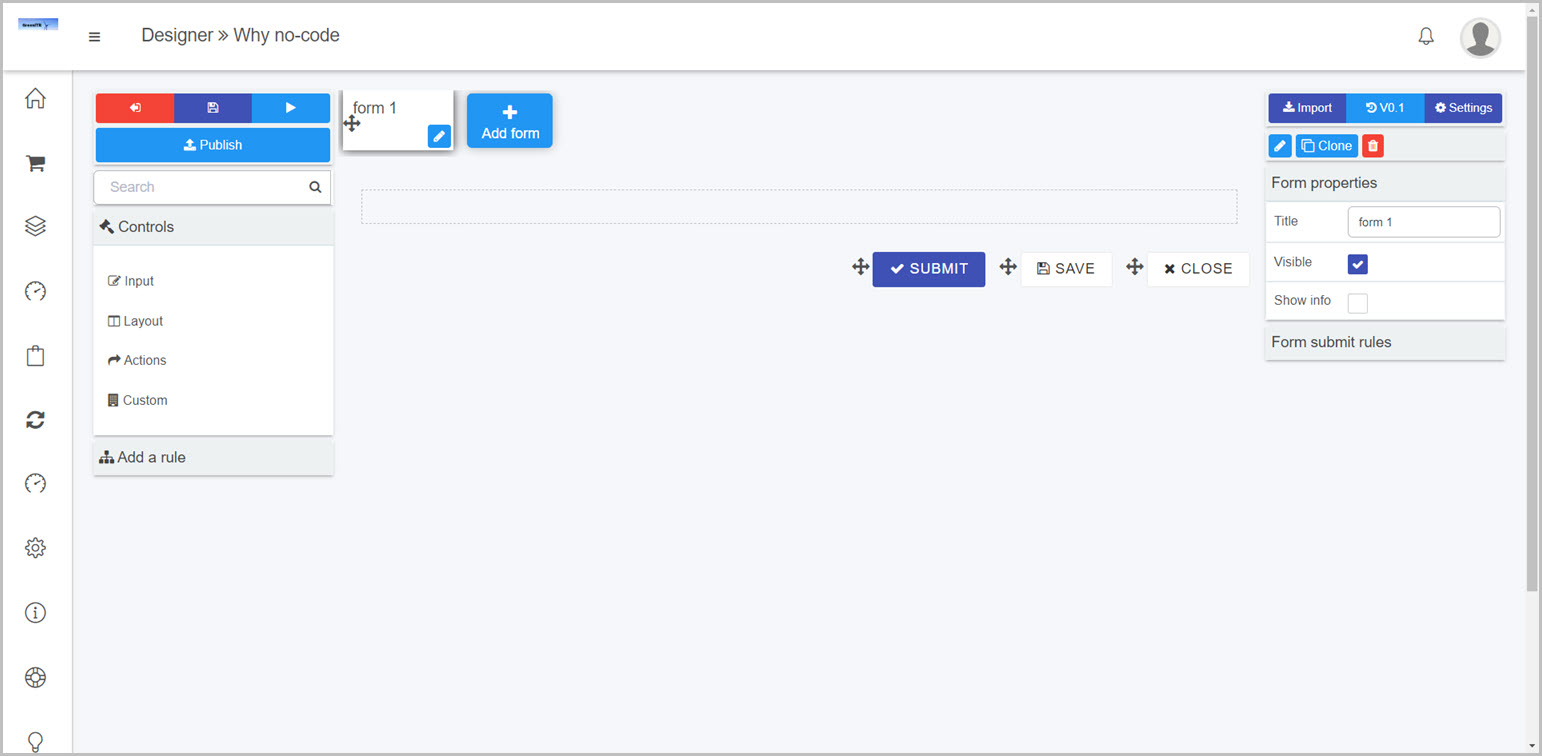 Designer » Why no-code
Publish
Search
Controls
Input
Layout
Actions
Custom
Add a rule
form 1
Add form
SUBMIT
SAVE
CLOSE
Import
V0.1
Settings
Clone
Form properties
Title
form 1
Visible
Show info
Form submit rules